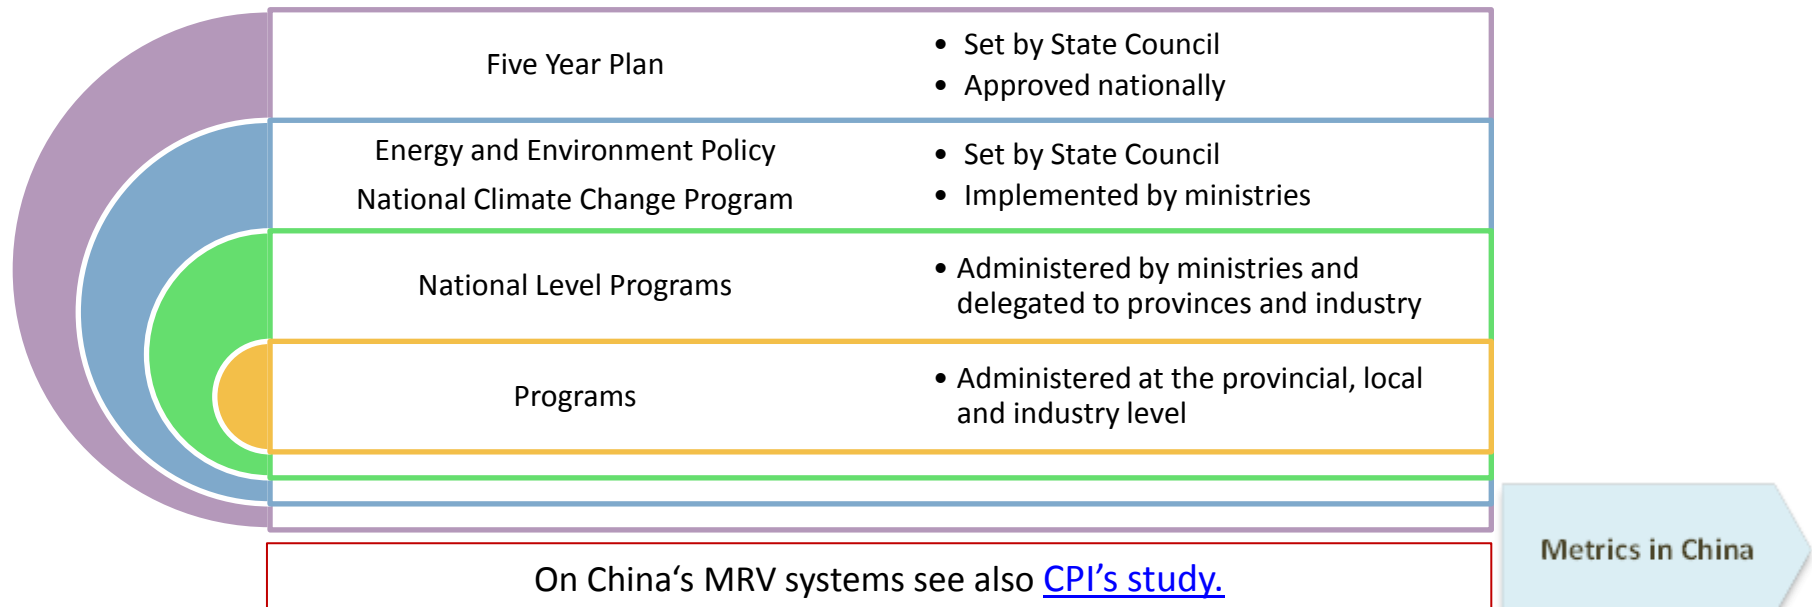 Five Year Plan
• Set by State Council
• Approved nationally
Energy and Environment Policy
National Climate Change Program
• Set by State Council
• Implemented by ministries
National Level Programs
• Administered by ministries and
delegated to provinces and industry
Programs
• Administered at the provincial, local
and industry level
On China‘s MRV systems see also CPI’s study.
Metrics in China